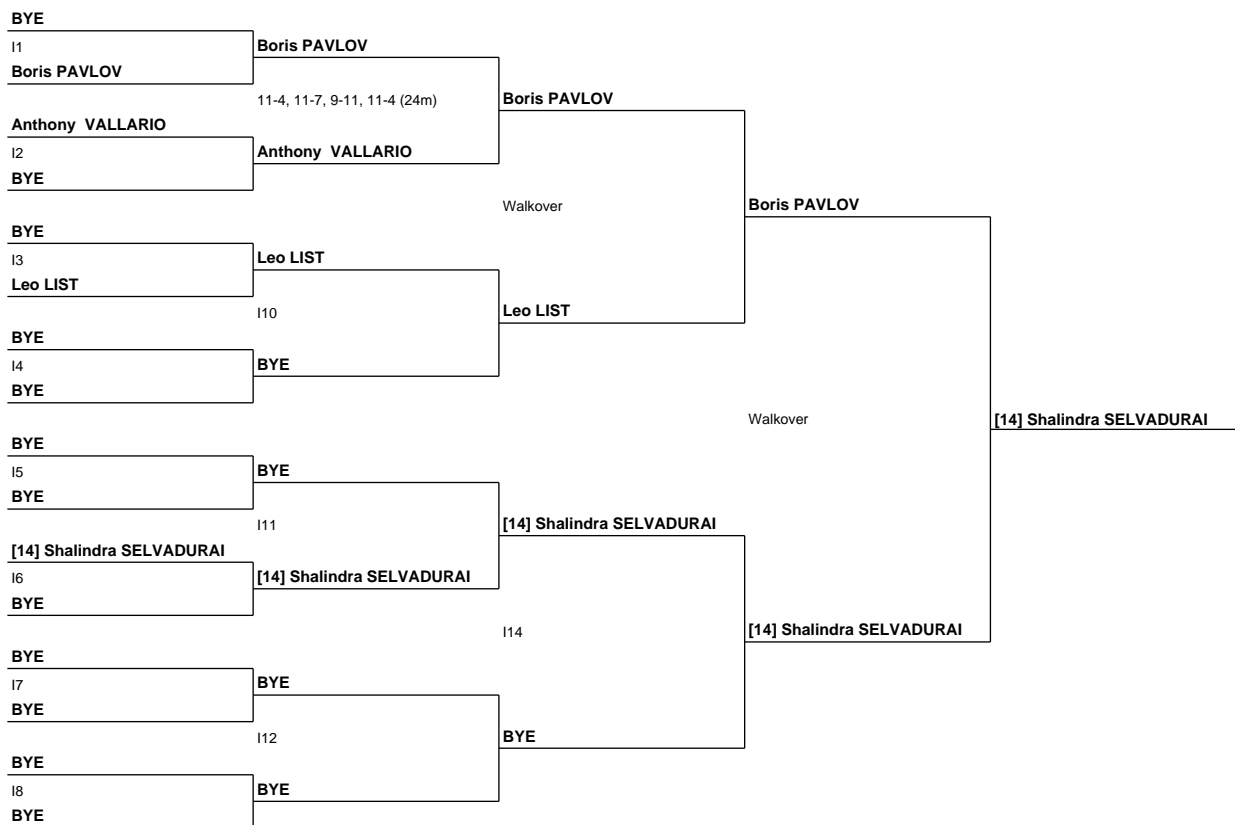 BYE
I1
Boris PAVLOV
Boris PAVLOV
11-4, 11-7, 9-11, 11-4 (24m)
Boris PAVLOV
Anthony  VALLARIO
I2
Anthony  VALLARIO
BYE
Walkover
Boris PAVLOV
BYE
I3
Leo LIST
Leo LIST
I10
Leo LIST
BYE
I4
BYE
BYE
Walkover
[14] Shalindra SELVADURAI
BYE
I5
BYE
BYE
I11
[14] Shalindra SELVADURAI
[14] Shalindra SELVADURAI
I6
[14] Shalindra SELVADURAI
BYE
I14
[14] Shalindra SELVADURAI
BYE
I7
BYE
BYE
I12
BYE
BYE
I8
BYE
BYE